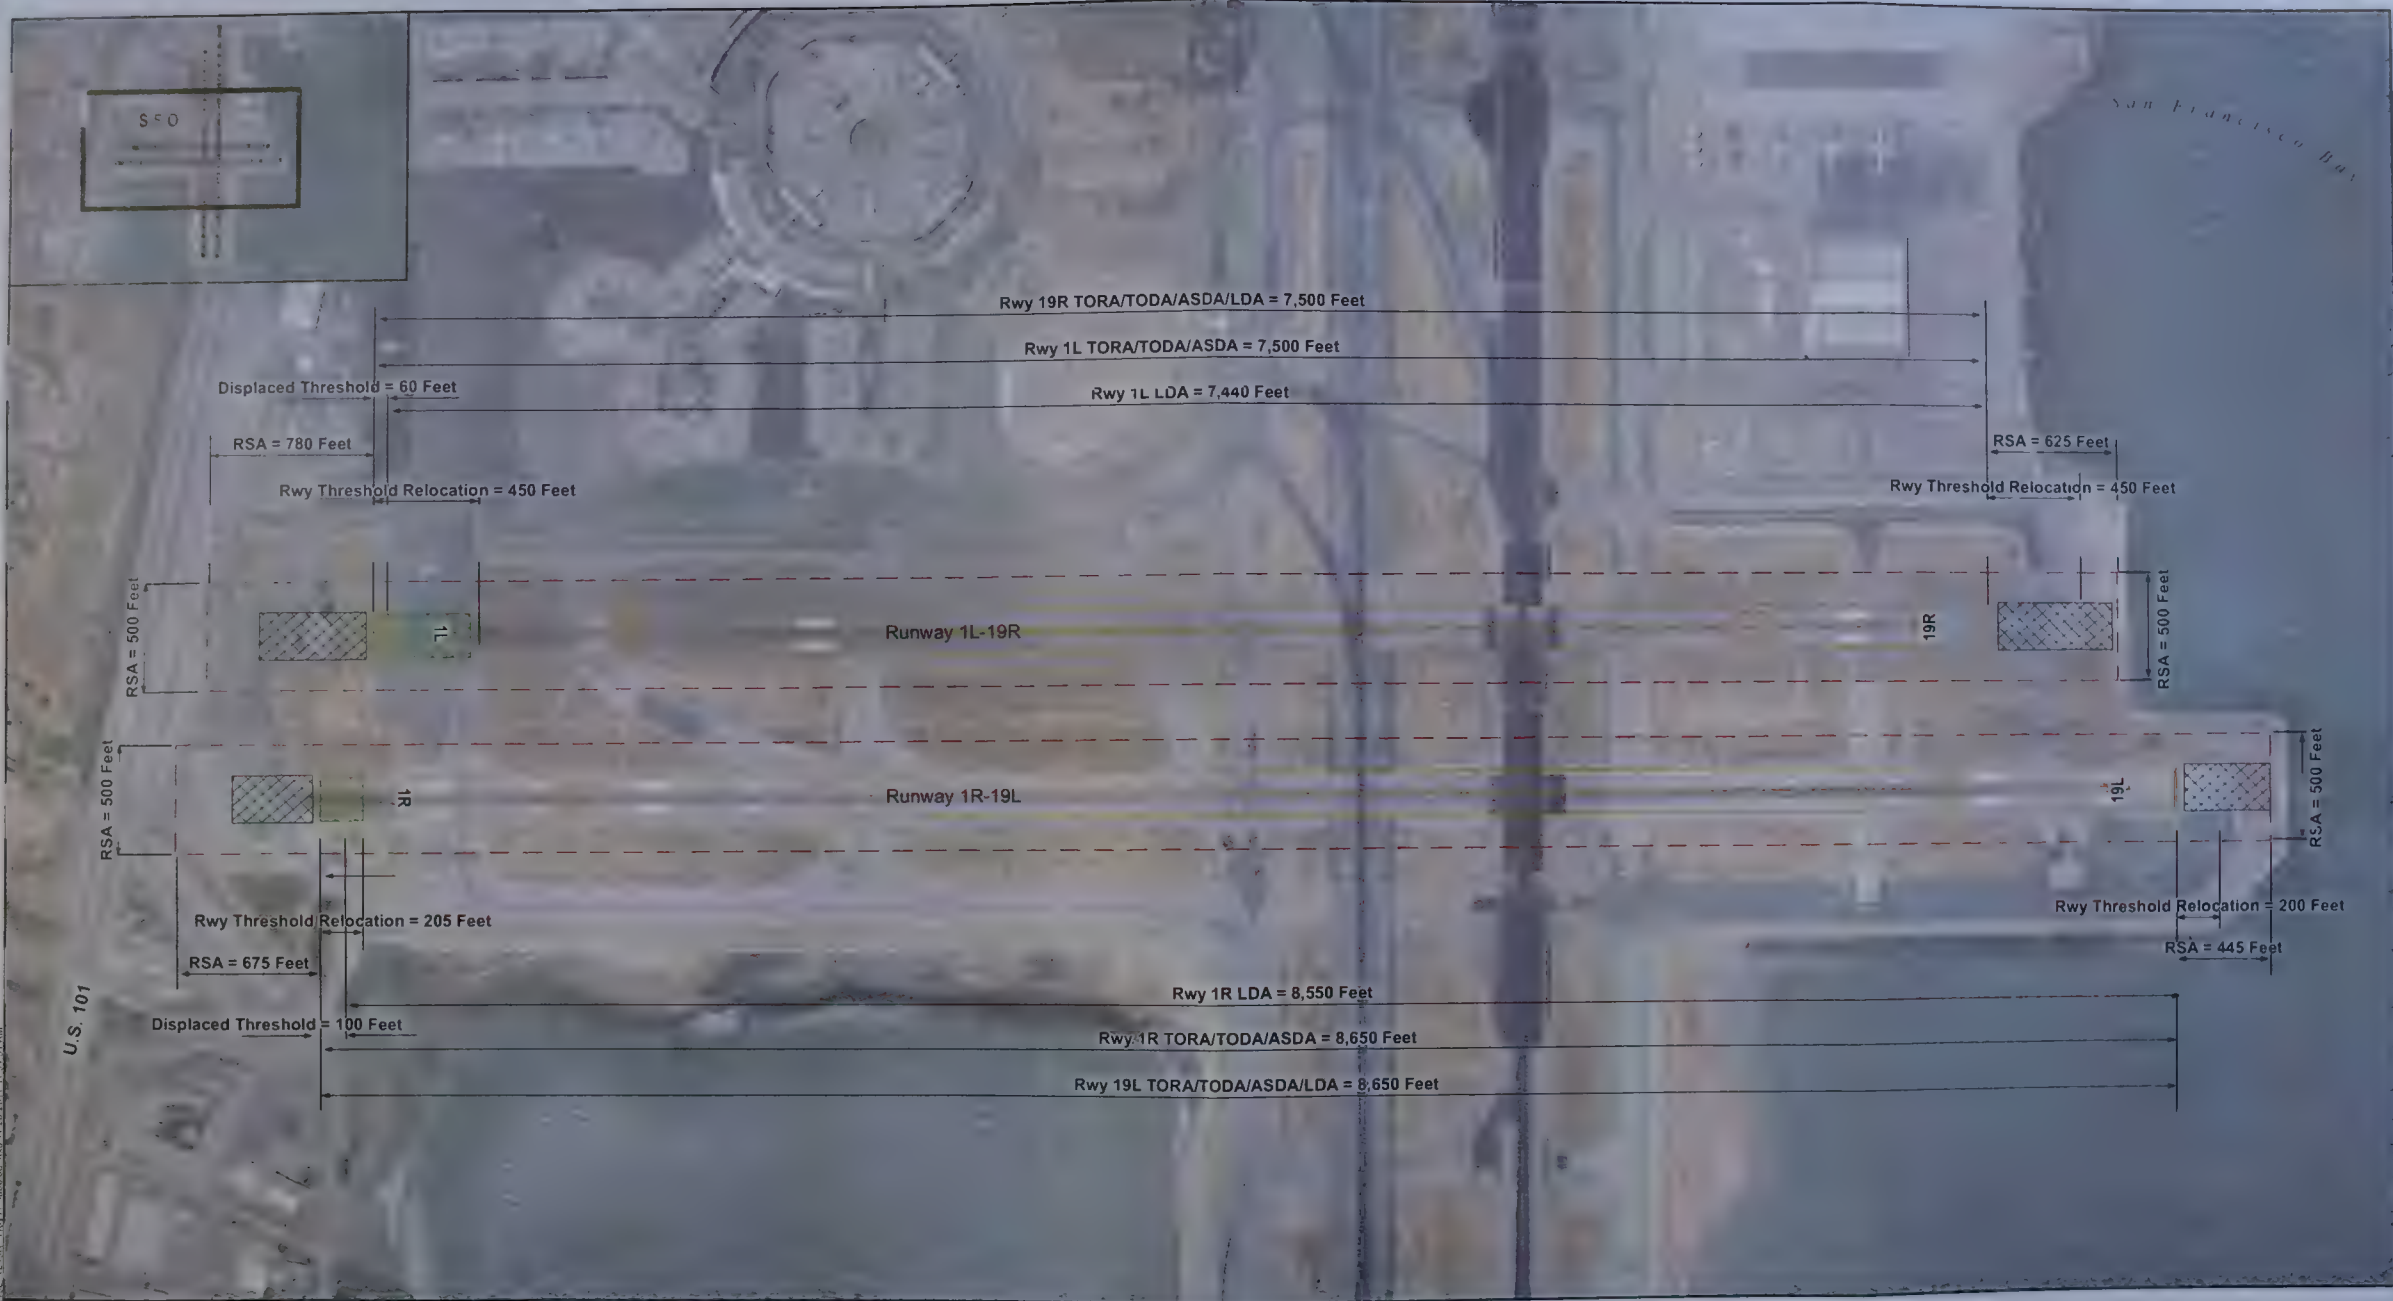 SFO
San Francisco Bay
Rwy 19R TORA/TODA/ASDA/LDA = 7,500 Feet
Rwy 1L TORA/TODA/ASDA = 7,500 Feet
Displaced Threshold = 60 Feet
Rwy 1L LDA = 7,440 Feet
RSA = 780 Feet
RSA = 625 Feet
Rwy Threshold Relocation = 450 Feet
Rwy Threshold Relocation = 450 Feet
RSA = 500 Feet
1L
Runway 1L-19R
19R
RSA = 500 Feet
RSA = 500 Feet
1R
Runway 1R-19L
19L
RSA = 500 Feet
Rwy Threshold Relocation = 205 Feet
Rwy Threshold Relocation = 200 Feet
RSA = 675 Feet
RSA = 445 Feet
U.S. 101
Rwy 1R LDA = 8,550 Feet
Displaced Threshold = 100 Feet
Rwy 1R TORA/TODA/ASDA = 8,650 Feet
Rwy 19L TORA/TODA/ASDA/LDA = 8,650 Feet